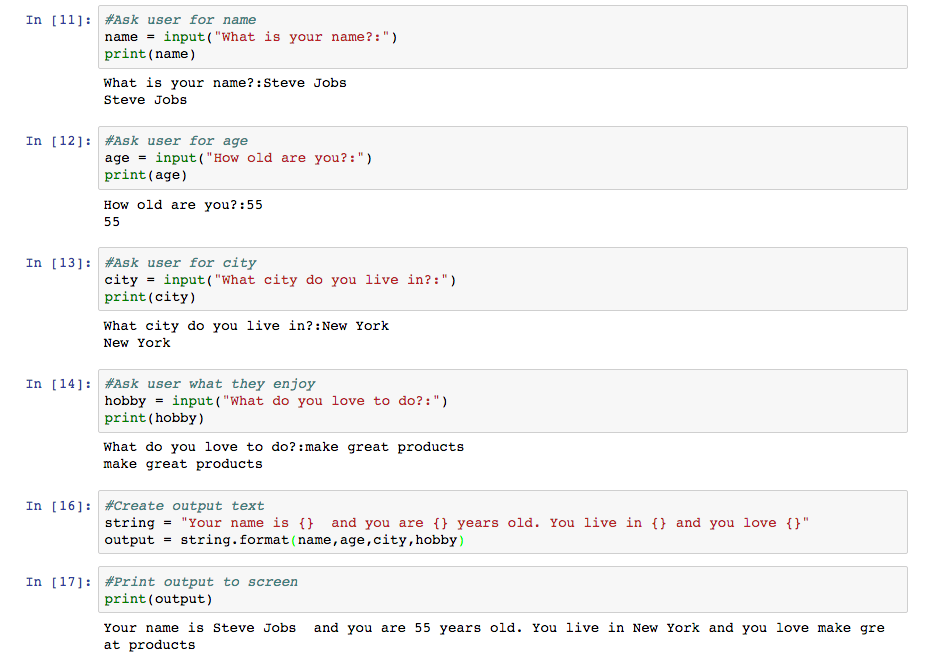 In [11]: #Ask user for name
name = input("What is your name?:")
print(name)
What is your name?:Steve Jobs
Steve Jobs
In [12]: #Ask user for age
age = input("How old are you?:")
print(age)
How old are you?:55
55
In [13]: #Ask user for city
city = input("What city do you live in?:")
print(city)
What city do you live in?:New York
New York
In [14]: #Ask user what they enjoy
hobby = input("What do you love to do?:")
print(hobby)
What do you love to do?:make great products
make great products
In [16]: #Create output text
string = "Your name is {}  and you are {} years old. You live in {} and you love {}"
output = string.format(name,age,city,hobby)
In [17]: #Print output to screen
print(output)
Your name is Steve Jobs  and you are 55 years old. You live in New York and you love make gre
at products